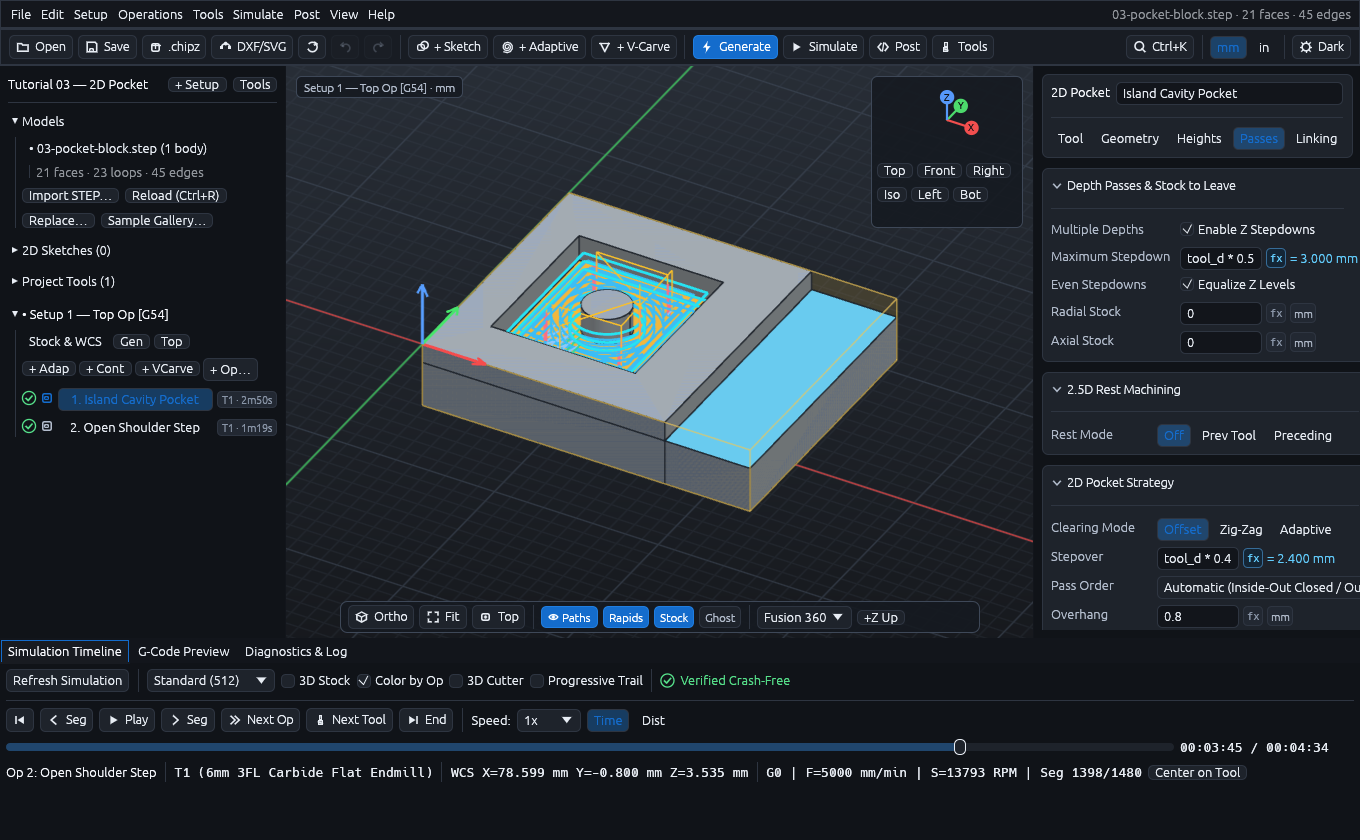 File Edit Setup Operations Tools Simulate Post View Help 03-pocket-block.step · 21 faces · 45 edges
Open Save .chipz DXF/SVG + Sketch + Adaptive + V-Carve Generate Simulate Post Tools Ctrl+K mm in Dark
Tutorial 03 — 2D Pocket + Setup Tools
Models
• 03-pocket-block.step (1 body)
21 faces · 23 loops · 45 edges
Import STEP... Reload (Ctrl+R)
Replace... Sample Gallery...
2D Sketches (0)
Project Tools (1)
• Setup 1 — Top Op [G54]
Stock & WCS Gen Top
+ Adap + Cont + VCarve + Op...
1. Island Cavity Pocket T1 · 2m50s
2. Open Shoulder Step T1 · 1m19s
Setup 1 — Top Op [G54] · mm
Z
Y
X
Top Front Right
Iso Left Bot
Ortho Fit Top Paths Rapids Stock Ghost Fusion 360 +Z Up
2D Pocket Island Cavity Pocket
Tool Geometry Heights Passes Linking
Depth Passes & Stock to Leave
Multiple Depths Enable Z Stepdowns
Maximum Stepdown tool_d * 0.5 fx = 3.000 mm
Even Stepdowns Equalize Z Levels
Radial Stock 0 fx mm
Axial Stock 0 fx mm
2.5D Rest Machining
Rest Mode Off Prev Tool Preceding
2D Pocket Strategy
Clearing Mode Offset Zig-Zag Adaptive
Stepover tool_d * 0.4 fx = 2.400 mm
Pass Order Automatic (Inside-Out Closed / Ou
Overhang 0.8 fx mm
Simulation Timeline G-Code Preview Diagnostics & Log
Refresh Simulation Standard (512) 3D Stock Color by Op 3D Cutter Progressive Trail Verified Crash-Free
Seg Play Seg Next Op Next Tool End Speed: 1x Time Dist
00:03:45 / 00:04:34
Op 2: Open Shoulder Step T1 (6mm 3FL Carbide Flat Endmill) WCS X=78.599 mm Y=-0.800 mm Z=3.535 mm G0 | F=5000 mm/min | S=13793 RPM | Seg 1398/1480 Center on Tool